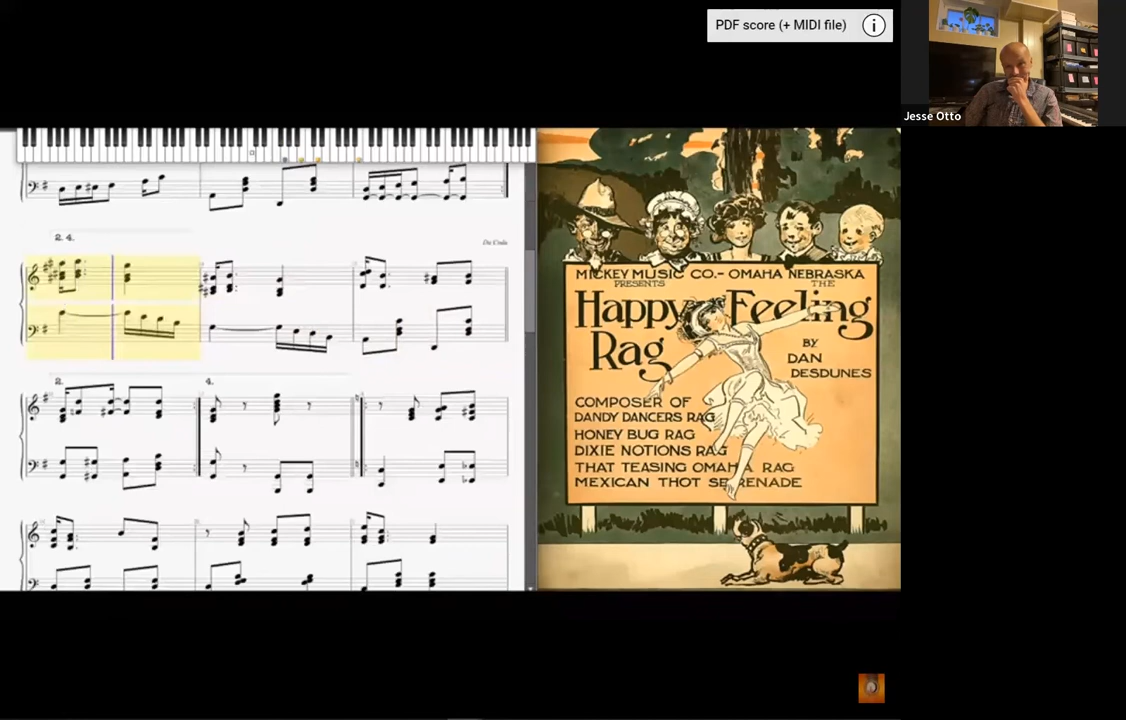 PDF score (+ MIDI file)
Jesse Otto
2. 4.
Da Coda
2.
4.
MICKEY MUSIC CO.- OMAHA NEBRASKA
PRESENTS THE
Happy Feeling
Rag
BY
DAN
DESDUNES
COMPOSER OF
DANDY DANCERS RAG
HONEY BUG RAG
DIXIE NOTIONS RAG
THAT TEASING OMAHA RAG
MEXICAN THOT SERENADE